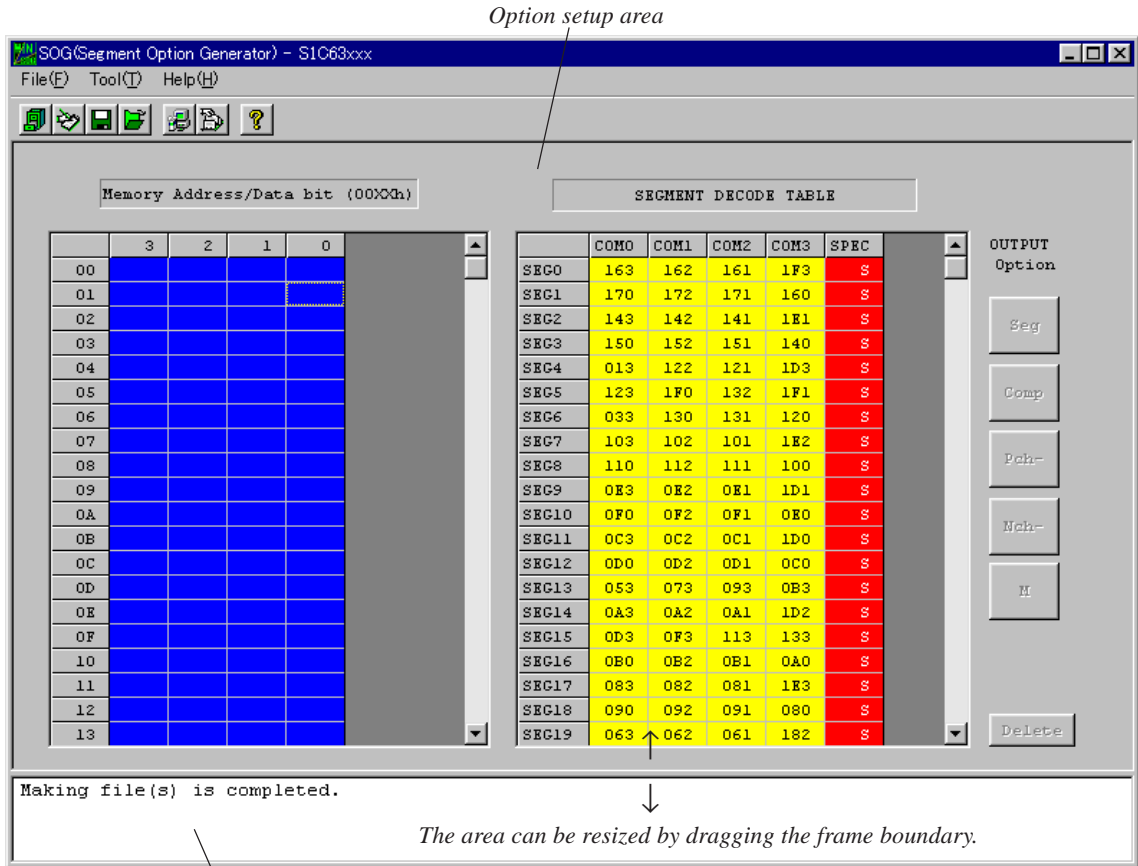 Option setup area
SOG(Segment Option Generator) - S1C63xxx
File(F) Tool(T) Help(H)
Memory Address/Data bit (00XXh)
SEGMENT DECODE TABLE
3 2 1 0
00
01
02
03
04
05
06
07
08
09
0A
0B
0C
0D
0E
0F
10
11
12
13
COM0 COM1 COM2 COM3 SPEC
SEG0 163 162 161 1F3 S
SEG1 170 172 171 160 S
SEG2 143 142 141 1E1 S
SEG3 150 152 151 140 S
SEG4 013 122 121 1D3 S
SEG5 123 1F0 132 1F1 S
SEG6 033 130 131 120 S
SEG7 103 102 101 1E2 S
SEG8 110 112 111 100 S
SEG9 0E3 0E2 0E1 1D1 S
SEG10 0F0 0F2 0F1 0E0 S
SEG11 0C3 0C2 0C1 1D0 S
SEG12 0D0 0D2 0D1 0C0 S
SEG13 053 073 093 0B3 S
SEG14 0A3 0A2 0A1 1D2 S
SEG15 0D3 0F3 113 133 S
SEG16 0B0 0B2 0B1 0A0 S
SEG17 083 082 081 1E3 S
SEG18 090 092 091 080 S
SEG19 063 062 061 182 S
OUTPUT
Option
Seg
Comp
Pch-
Nch-
M
Delete
Making file(s) is completed.
The area can be resized by dragging the frame boundary.